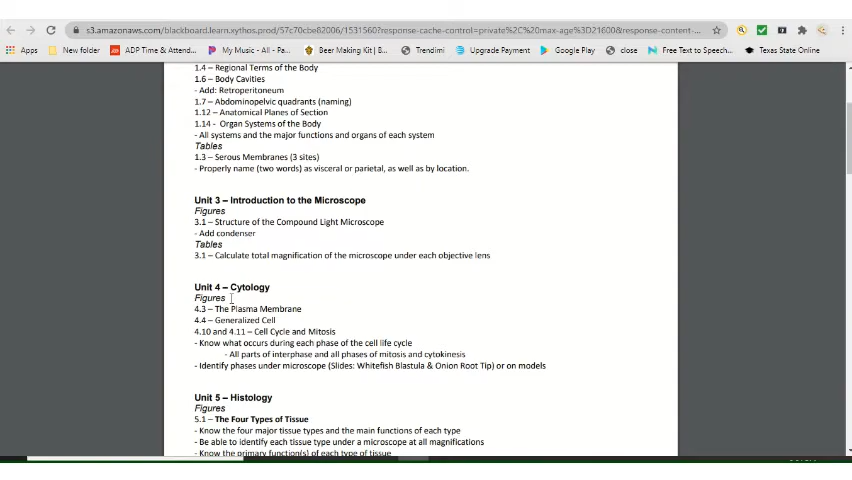 s3.amazonaws.com/blackboard.learn.xythos.prod/57c70cbe82006/1531560?response-cache-control=private%2C%20max-age%3D21600&response-content-...
Apps New folder ADP Time & Attend... My Music - All - Pa... Beer Making Kit | B... Trendimi Upgrade Payment Google Play close Free Text to Speech... Texas State Online
1.4 – Regional Terms of the Body
1.6 – Body Cavities
- Add: Retroperitoneum
1.7 – Abdominopelvic quadrants (naming)
1.12 – Anatomical Planes of Section
1.14 - Organ Systems of the Body
- All systems and the major functions and organs of each system
Tables
1.3 – Serous Membranes (3 sites)
- Properly name (two words) as visceral or parietal, as well as by location.
Unit 3 – Introduction to the Microscope
Figures
3.1 – Structure of the Compound Light Microscope
- Add condenser
Tables
3.1 – Calculate total magnification of the microscope under each objective lens
Unit 4 – Cytology
Figures
4.3 – The Plasma Membrane
4.4 – Generalized Cell
4.10 and 4.11 – Cell Cycle and Mitosis
- Know what occurs during each phase of the cell life cycle
- All parts of interphase and all phases of mitosis and cytokinesis
- Identify phases under microscope (Slides: Whitefish Blastula & Onion Root Tip) or on models
Unit 5 – Histology
Figures
5.1 – The Four Types of Tissue
- Know the four major tissue types and the main functions of each type
- Be able to identify each tissue type under a microscope at all magnifications
- Know the primary function(s) of each type of tissue